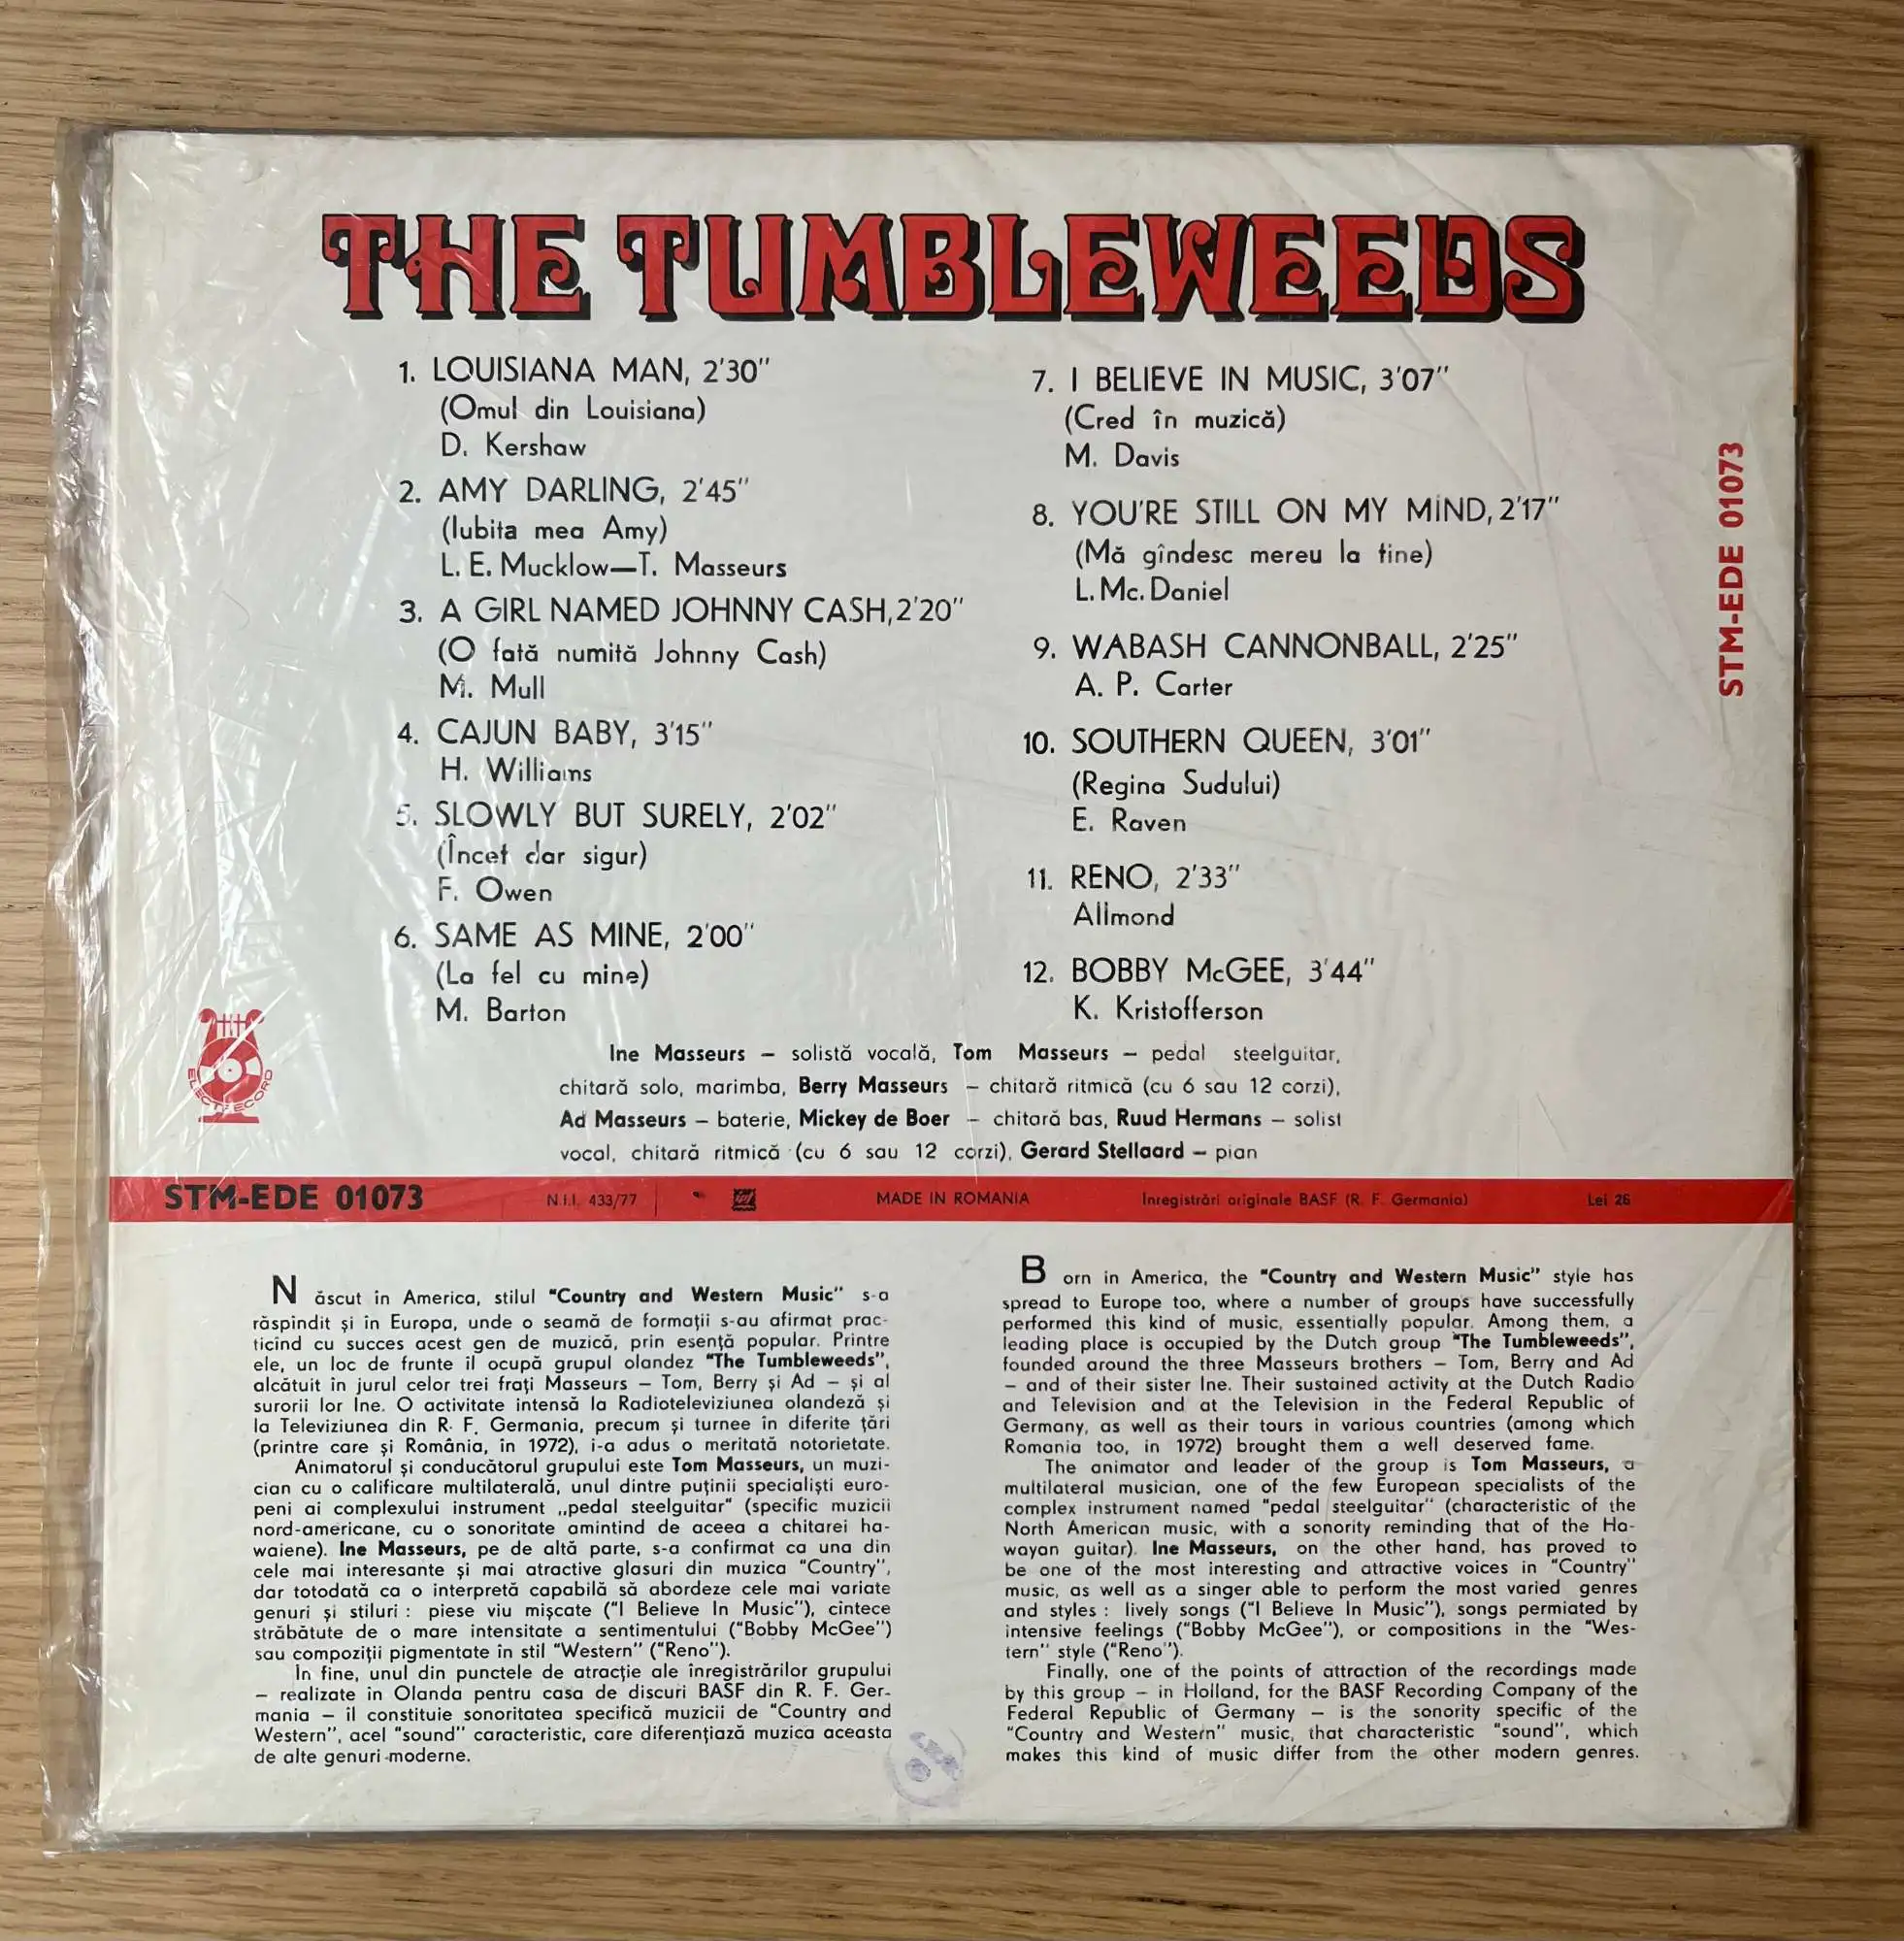 THE TUMBLEWEEDS
1. LOUISIANA MAN, 2'30"
(Omul din Louisiana)
D. Kershaw
2. AMY DARLING, 2'45"
(Iubita mea Amy)
L. E. Mucklow—T. Masseurs
3. A GIRL NAMED JOHNNY CASH, 2'20"
(O fată numită Johnny Cash)
M. Mull
4. CAJUN BABY, 3'15"
H. Williams
5. SLOWLY BUT SURELY, 2'02"
(Încet dar sigur)
F. Owen
6. SAME AS MINE, 2'00"
(La fel cu mine)
M. Barton
7. I BELIEVE IN MUSIC, 3'07"
(Cred în muzică)
M. Davis
8. YOU'RE STILL ON MY MIND, 2'17"
(Mă gîndesc mereu la tine)
L. Mc. Daniel
9. WABASH CANNONBALL, 2'25"
A. P. Carter
10. SOUTHERN QUEEN, 3'01"
(Regina Sudului)
E. Raven
11. RENO, 2'33"
Allmond
12. BOBBY McGEE, 3'44"
K. Kristofferson
STM-EDE 01073
ELECTRECORD
Ine Masseurs – solistă vocală, Tom Masseurs – pedal steelguitar,
chitară solo, marimba, Berry Masseurs – chitară ritmică (cu 6 sau 12 corzi),
Ad Masseurs – baterie, Mickey de Boer – chitară bas, Ruud Hermans – solist
vocal, chitară ritmică (cu 6 sau 12 corzi), Gerard Stellaard – pian
STM-EDE 01073 N.I.I. 433/77 MADE IN ROMANIA Inregistrări originale BASF (R. F. Germania) Lei 26
Născut în America, stilul "Country and Western Music" s-a
răspîndit și în Europa, unde o seamă de formații s-au afirmat prac-
ticînd cu succes acest gen de muzică, prin esență popular. Printre
ele, un loc de frunte îl ocupă grupul olandez "The Tumbleweeds",
alcătuit în jurul celor trei frați Masseurs – Tom, Berry și Ad – și al
surorii lor Ine. O activitate intensă la Radioteleviziunea olandeză și
la Televiziunea din R. F. Germania, precum și turnee în diferite țări
(printre care și România, în 1972), i-a adus o meritată notorietate.
Animatorul și conducătorul grupului este Tom Masseurs, un muzi-
cian cu o calificare multilaterală, unul dintre puținii specialiști euro-
peni ai complexului instrument „pedal steelguitar" (specific muzicii
nord-americane, cu o sonoritate amintind de aceea a chitarei ha-
waiene). Ine Masseurs, pe de altă parte, s-a confirmat ca una din
cele mai interesante și mai atractive glasuri din muzica "Country",
dar totodată ca o interpretă capabilă să abordeze cele mai variate
genuri și stiluri : piese viu mișcate ("I Believe In Music"), cintece
străbătute de o mare intensitate a sentimentului ("Bobby McGee")
sau compoziții pigmentate în stil "Western" ("Reno").
În fine, unul din punctele de atracție ale înregistrărilor grupului
– realizate in Olanda pentru casa de discuri BASF din R. F. Ger-
mania – îl constituie sonoritatea specifică muzicii de "Country and
Western", acel "sound" caracteristic, care diferențiază muzica aceasta
de alte genuri moderne.
Born in America, the "Country and Western Music" style has
spread to Europe too, where a number of groups have successfully
performed this kind of music, essentially popular. Among them, a
leading place is occupied by the Dutch group "The Tumbleweeds",
founded around the three Masseurs brothers – Tom, Berry and Ad
– and of their sister Ine. Their sustained activity at the Dutch Radio
and Television and at the Television in the Federal Republic of
Germany, as well as their tours in various countries (among which
Romania too, in 1972) brought them a well deserved fame.
The animator and leader of the group is Tom Masseurs, a
multilateral musician, one of the few European specialists of the
complex instrument named "pedal steelguitar" (characteristic of the
North American music, with a sonority reminding that of the Ha-
wayan guitar). Ine Masseurs, on the other hand, has proved to
be one of the most interesting and attractive voices in "Country"
music, as well as a singer able to perform the most varied genres
and styles : lively songs ("I Believe In Music"), songs permiated by
intensive feelings ("Bobby McGee"), or compositions in the "Wes-
tern" style ("Reno").
Finally, one of the points of attraction of the recordings made
by this group – in Holland, for the BASF Recording Company of the
Federal Republic of Germany – is the sonority specific of the
"Country and Western" music, that characteristic "sound", which
makes this kind of music differ from the other modern genres.